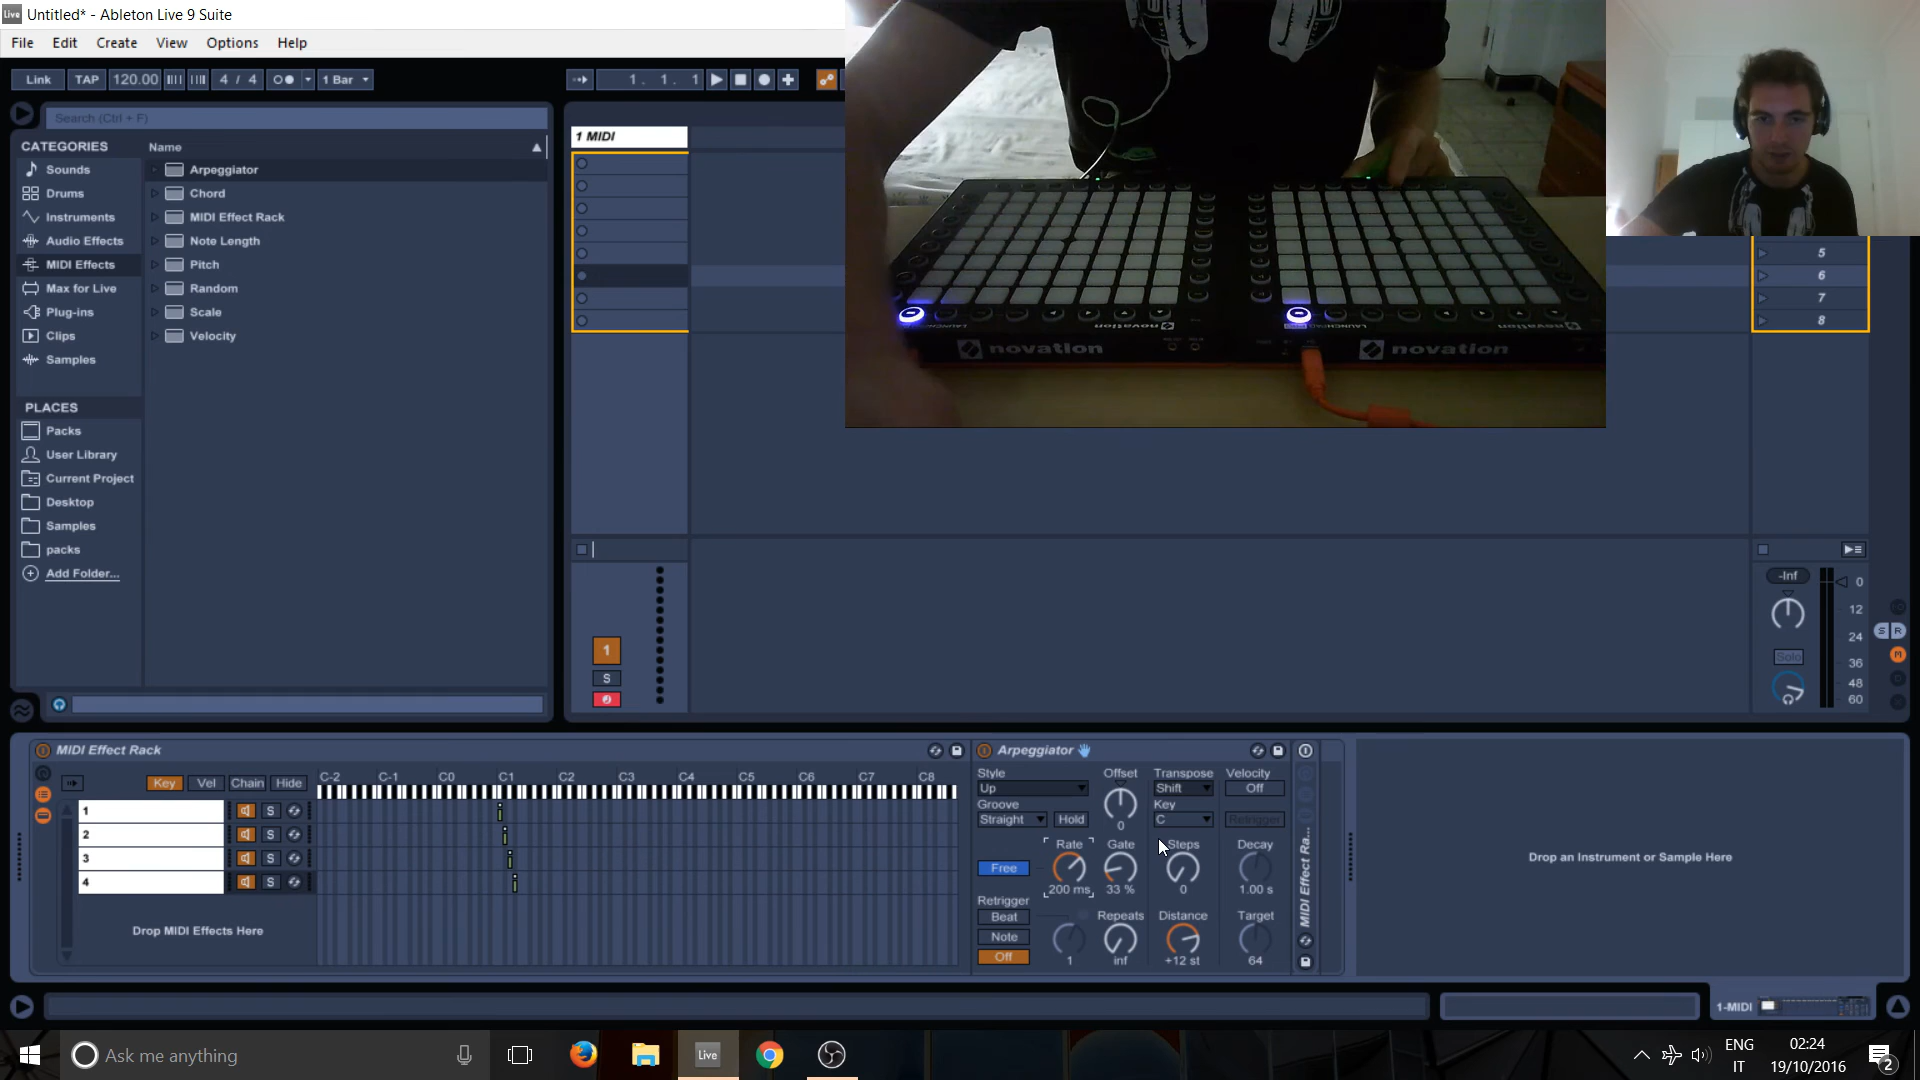 Live Untitled* - Ableton Live 9 Suite
File Edit Create View Options Help
Link TAP 120.00 4 / 4 1 Bar 1. 1. 1
Search (Ctrl + F)
CATEGORIES
Sounds
Drums
Instruments
Audio Effects
MIDI Effects
Max for Live
Plug-ins
Clips
Samples
PLACES
Packs
User Library
Current Project
Desktop
Samples
packs
Add Folder...
Name
Arpeggiator
Chord
MIDI Effect Rack
Note Length
Pitch
Random
Scale
Velocity
1 MIDI
1
S
novation
novation
novation
novation
5
6
7
8
-Inf
0
12
24
36
48
60
Solo
S R
M
MIDI Effect Rack
Key Vel Chain Hide
C-2 C-1 C0 C1 C2 C3 C4 C5 C6 C7 C8
1 S
2 S
3 S
4 S
Drop MIDI Effects Here
Arpeggiator
Style
Up
Groove
Straight Hold
Offset
0
Transpose
Shift
Key
C
Velocity
Off
Retrigger
Free
Rate
200 ms
Gate
33 %
Steps
0
Decay
1.00 s
Retrigger
Beat
Note
Off
1
Repeats
inf
Distance
+12 st
Target
64
MIDI Effect Ra...
Drop an Instrument or Sample Here
1-MIDI
Ask me anything
Live
ENG
IT
02:24
19/10/2016
2